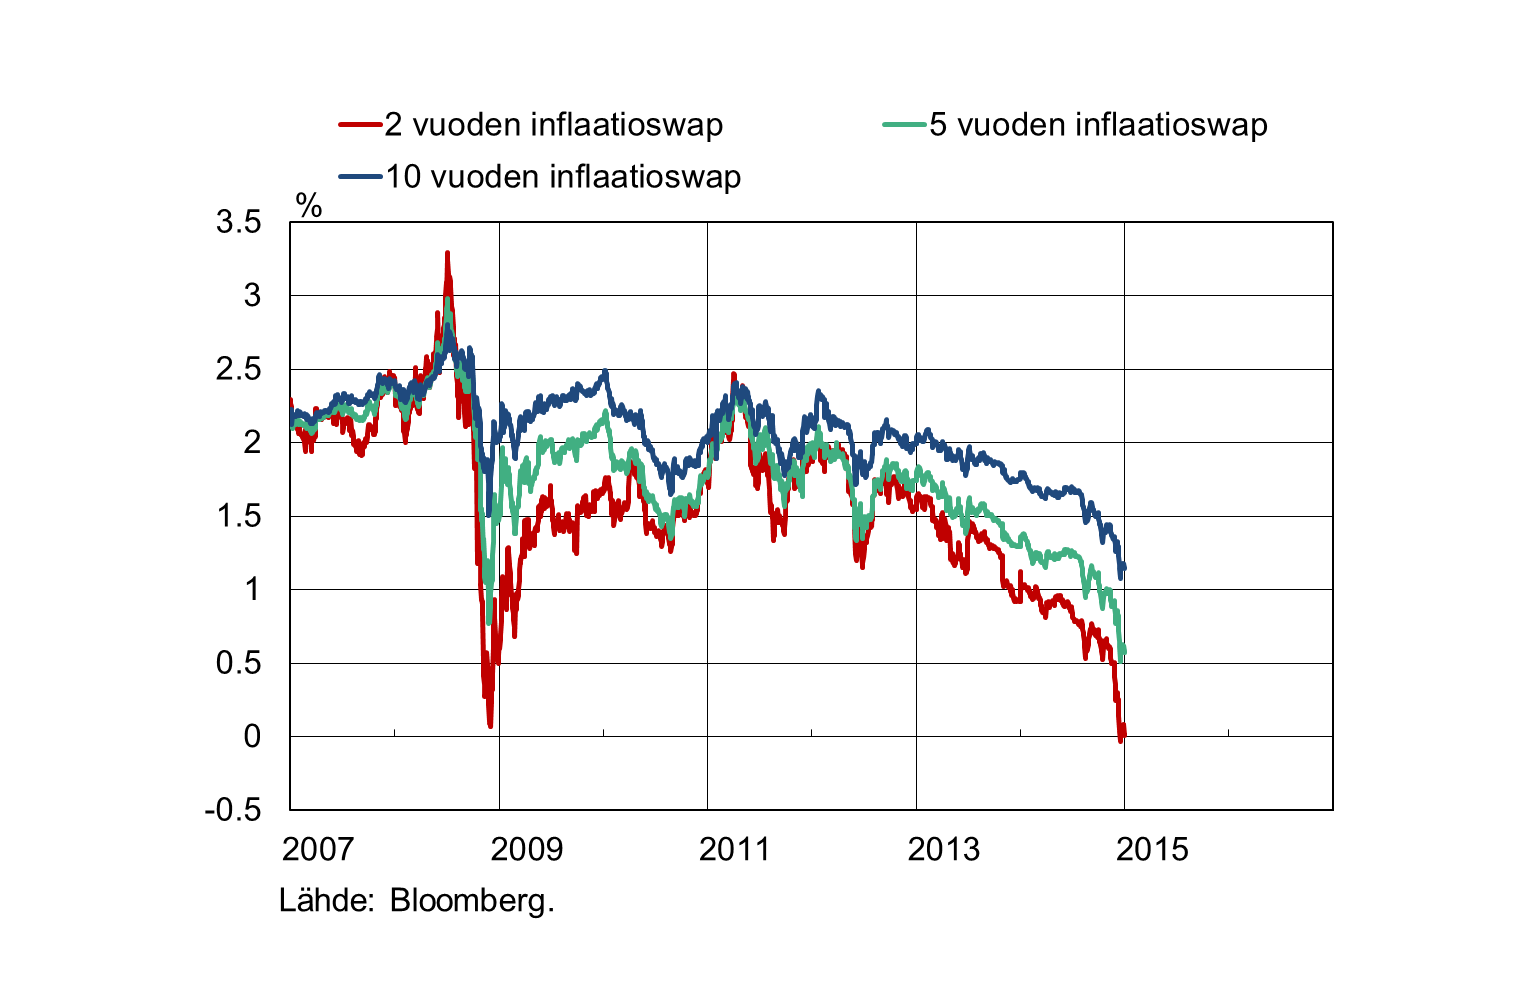 2 vuoden inflaatioswap 5 vuoden inflaatioswap
10 vuoden inflaatioswap
%
3.5
3
2.5
2
1.5
1
0.5
0
-0.5
2007 2009 2011 2013 2015
Lähde: Bloomberg.